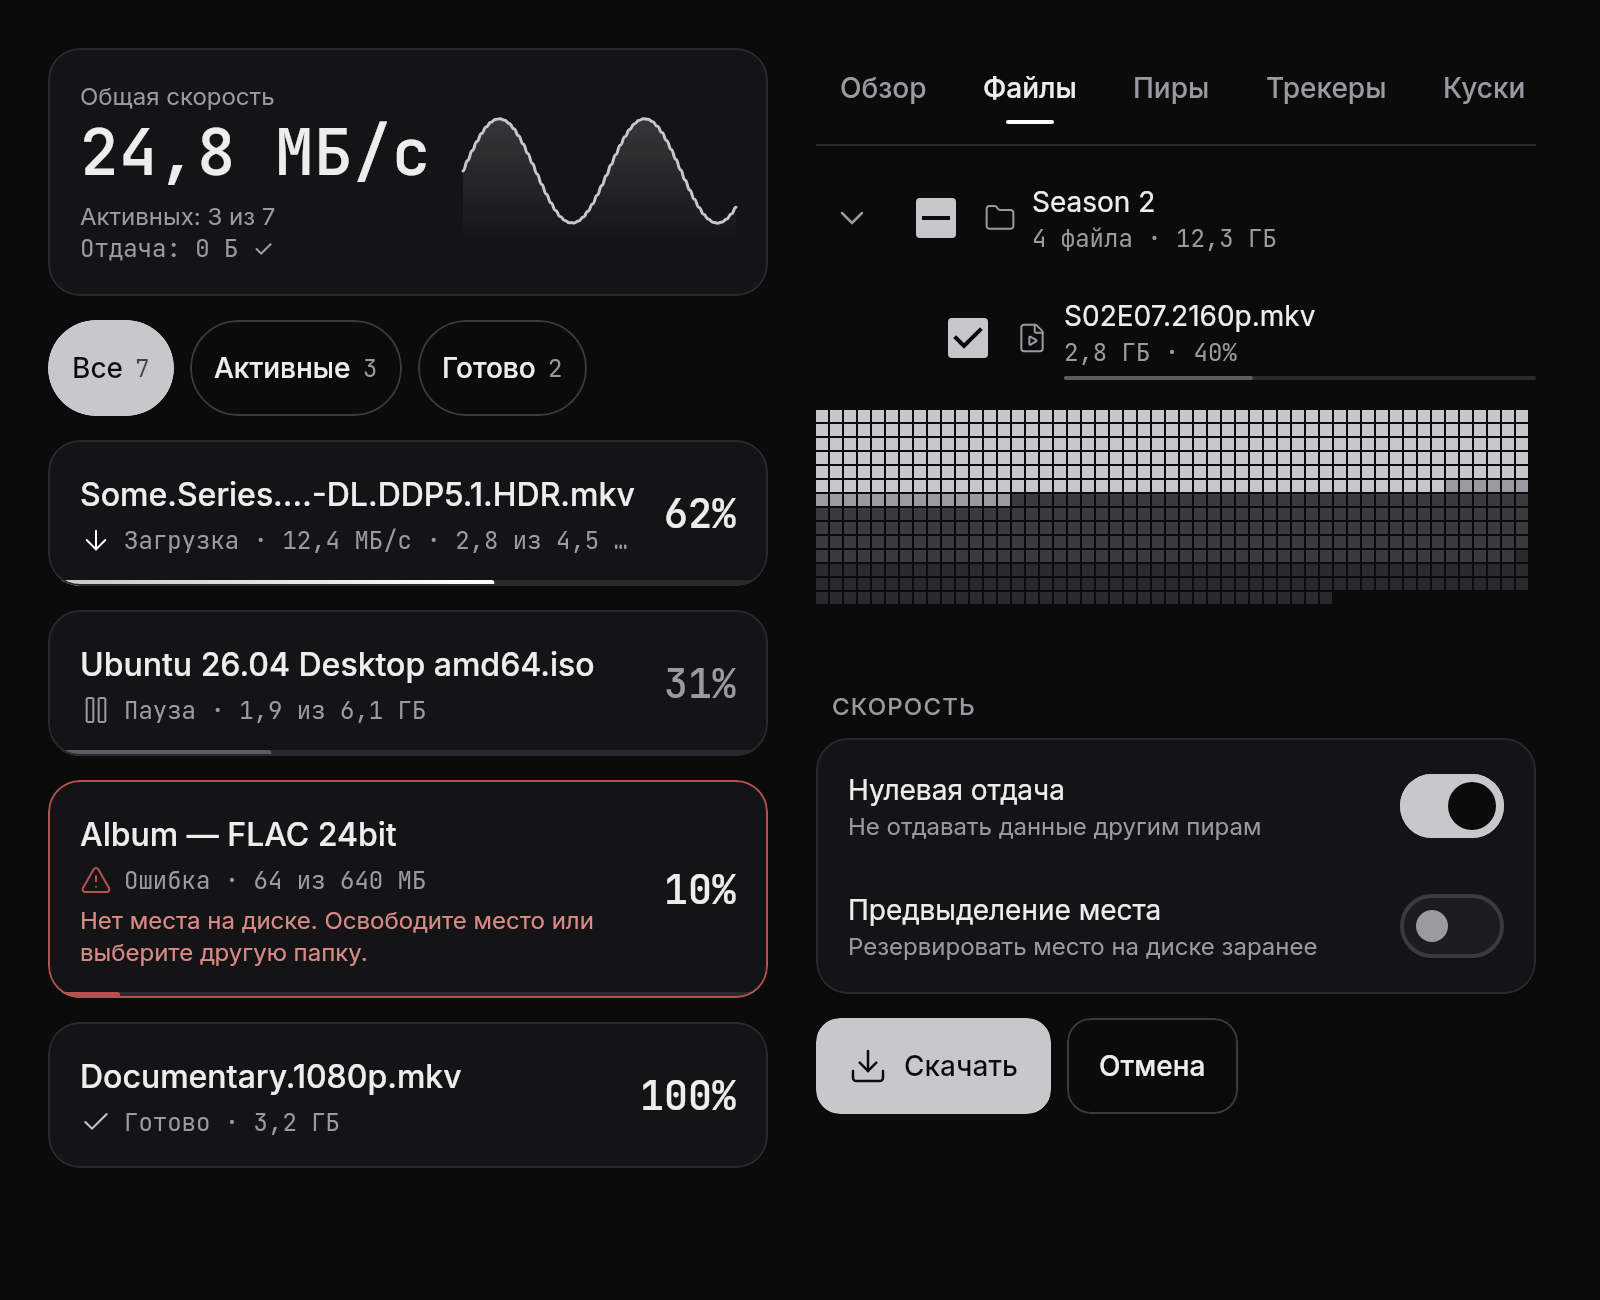 Общая скорость
24,8 МБ/с
Активных: 3 из 7
Отдача: 0 Б
Все 7
Активные 3
Готово 2
Some.Series....-DL.DDP5.1.HDR.mkv
62%
Загрузка · 12,4 МБ/с · 2,8 из 4,5 …
Ubuntu 26.04 Desktop amd64.iso
31%
Пауза · 1,9 из 6,1 ГБ
Album — FLAC 24bit
Ошибка · 64 из 640 МБ
10%
Нет места на диске. Освободите место или
выберите другую папку.
Documentary.1080p.mkv
100%
Готово · 3,2 ГБ
Обзор Файлы Пиры Трекеры Куски
Season 2
4 файла · 12,3 ГБ
S02E07.2160p.mkv
2,8 ГБ · 40%
СКОРОСТЬ
Нулевая отдача
Не отдавать данные другим пирам
Предвыделение места
Резервировать место на диске заранее
Скачать
Отмена